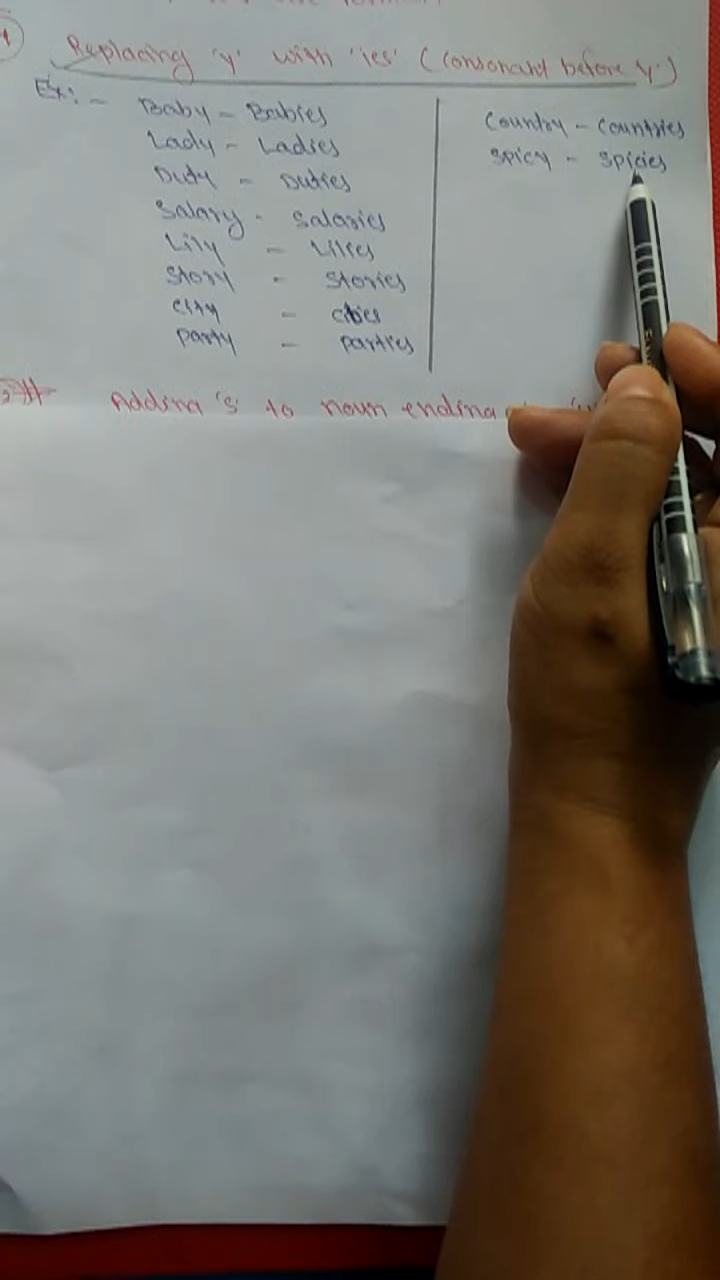 Replacing 'y' with 'ies' (consonant before 'y')
Ex:- Baby - Babies
Lady - Ladies
Duty - Duties
Salary - Salaries
Lily - Lilies
Story - Stories
City - Cities
Party - Parties
Country - Countries
Spicy - Spicies
Adding 's' to noun ending